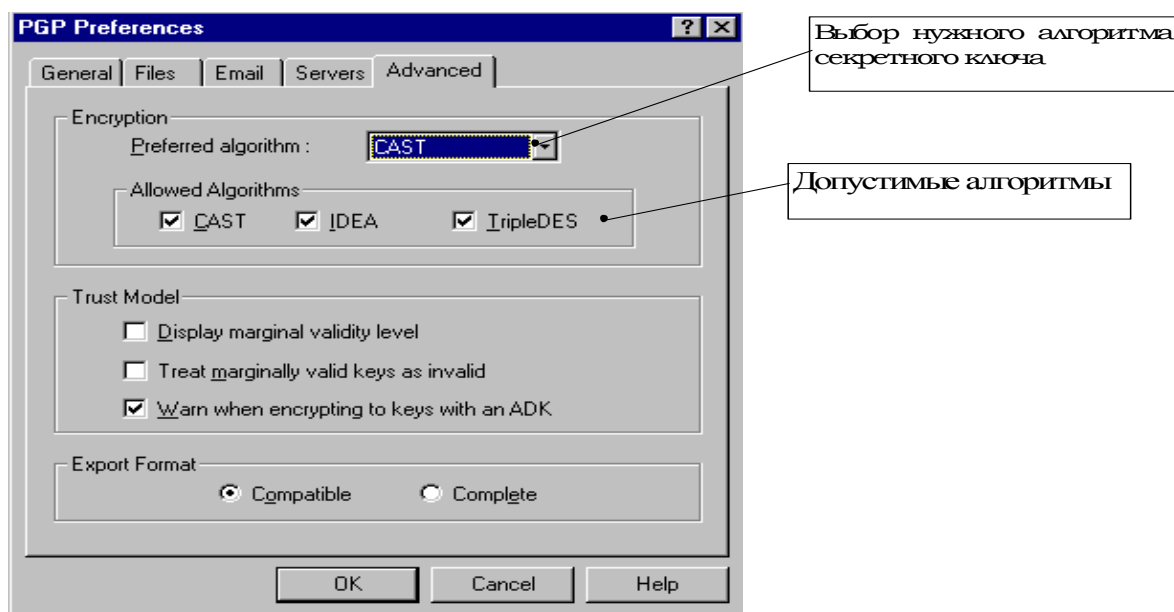 PGP Preferences
General Files Email Servers Advanced
Encryption
Preferred algorithm : CAST
Allowed Algorithms
CAST IDEA TripleDES
Trust Model
Display marginal validity level
Treat marginally valid keys as invalid
Warn when encrypting to keys with an ADK
Export Format
Compatible Complete
OK Cancel Help
Выбор нужного алгоритма
секретного ключа
Допустимые алгоритмы